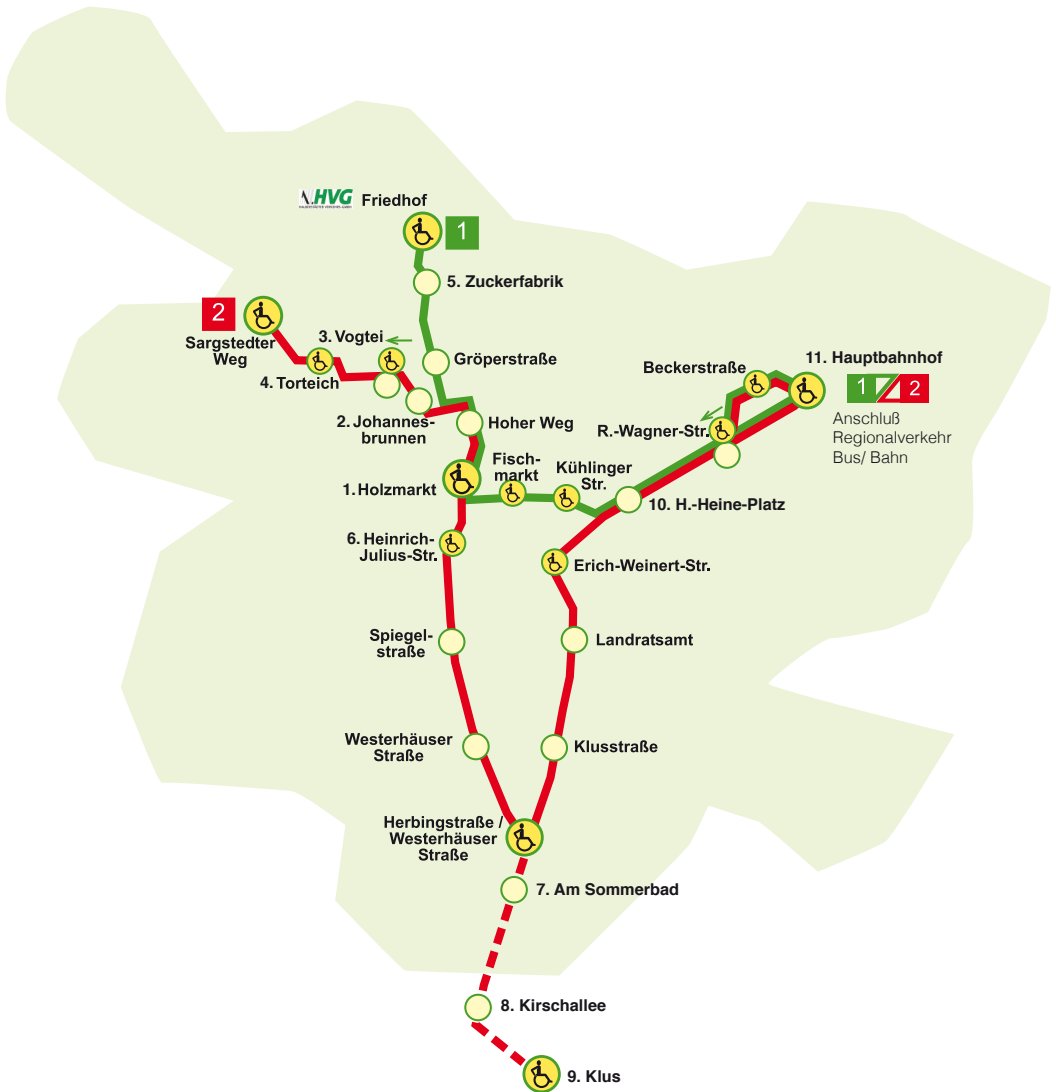 HVG
Friedhof
1
5. Zuckerfabrik
2
Sargstedter
Weg
3. Vogtei
4. Torteich
Gröperstraße
2. Johannes-
brunnen
Hoher Weg
Beckerstraße
11. Hauptbahnhof
1
2
Anschluß
Regionalverkehr
Bus/ Bahn
R.-Wagner-Str.
Fisch-
markt
Kühlinger
Str.
1. Holzmarkt
10. H.-Heine-Platz
6. Heinrich-
Julius-Str.
Erich-Weinert-Str.
Spiegel-
straße
Landratsamt
Westerhäuser
Straße
Klusstraße
Herbingstraße /
Westerhäuser
Straße
7. Am Sommerbad
8. Kirschallee
9. Klus